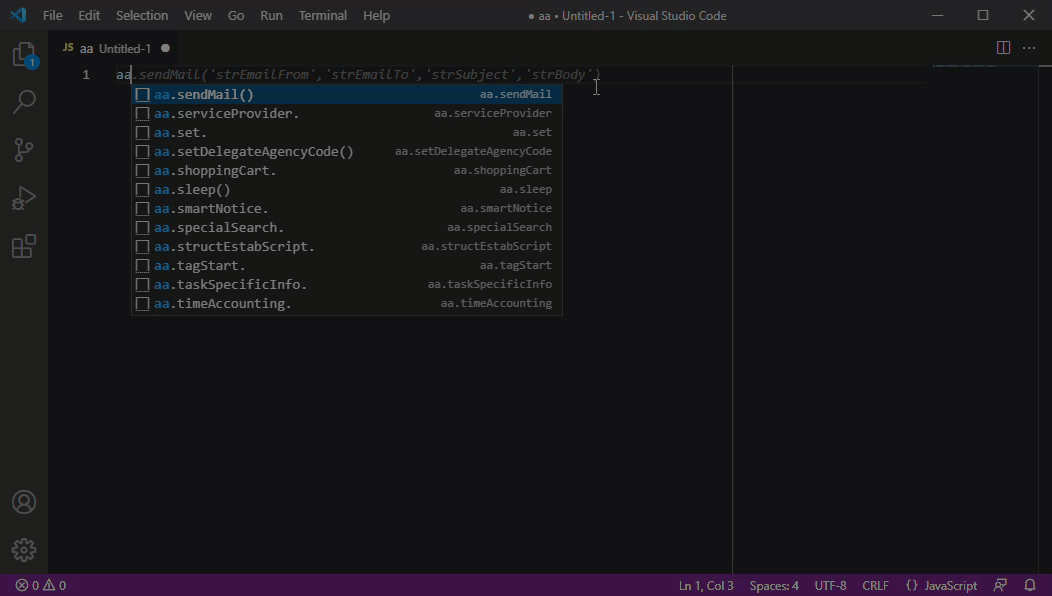 File Edit Selection View Go Run Terminal Help ● aa • Untitled-1 - Visual Studio Code
JS aa Untitled-1 ●
1
1 aa.sendMail('strEmailFrom','strEmailTo','strSubject','strBody')
aa.sendMail() aa.sendMail
aa.serviceProvider. aa.serviceProvider
aa.set. aa.set
aa.setDelegateAgencyCode() aa.setDelegateAgencyCode
aa.shoppingCart. aa.shoppingCart
aa.sleep() aa.sleep
aa.smartNotice. aa.smartNotice
aa.specialSearch. aa.specialSearch
aa.structEstabScript. aa.structEstabScript
aa.tagStart. aa.tagStart
aa.taskSpecificInfo. aa.taskSpecificInfo
aa.timeAccounting. aa.timeAccounting
0 0 Ln 1, Col 3 Spaces: 4 UTF-8 CRLF {} JavaScript